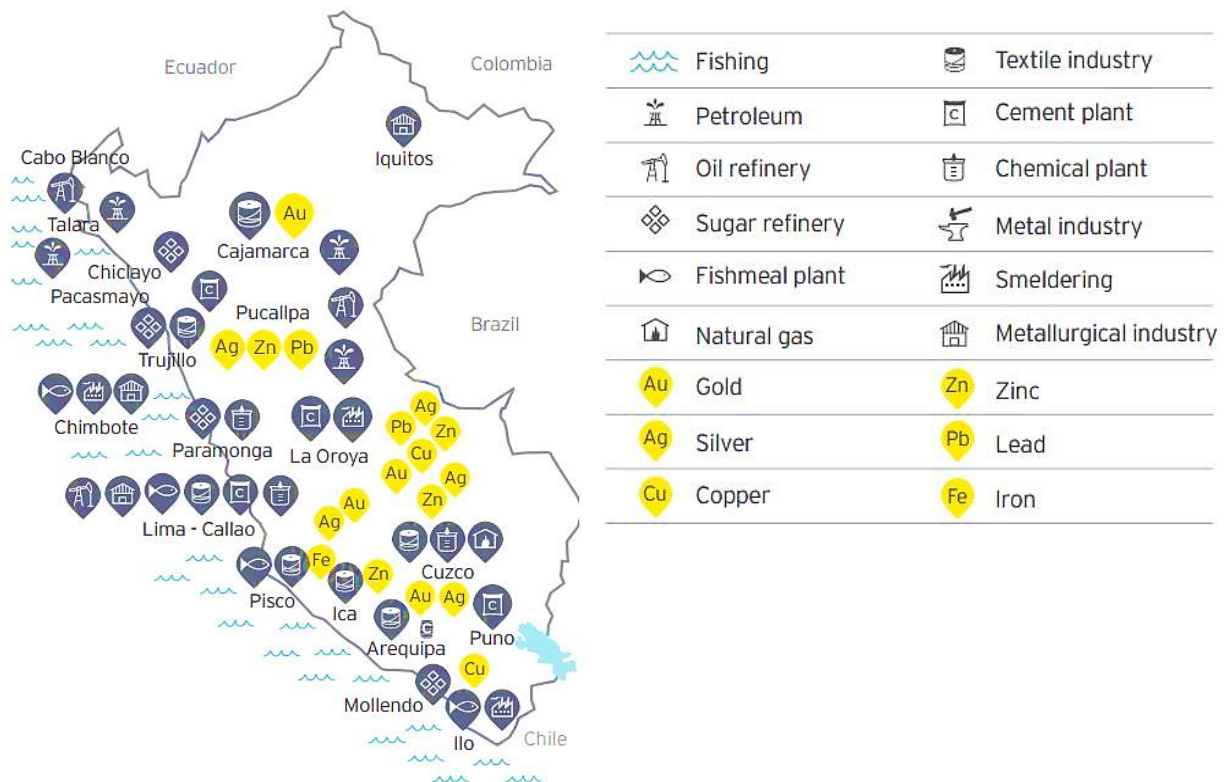 Ecuador
Colombia
Iquitos
Cabo Blanco
Talara
Au
Cajamarca
Chiclayo
Pacasmayo
C
Pucallpa
Brazil
Trujillo
Ag Zn Pb
Chimbote
Paramonga
C
La Oroya
Ag
Pb
Zn
Cu
Au
Ag
Zn
C
Lima - Callao
Au
Ag
Cuzco
Fe
Zn
Pisco
Ica
Au Ag
C
C
Arequipa
Puno
Cu
Mollendo
Ilo
Chile
Fishing
Textile industry
Petroleum
C Cement plant
Oil refinery
Chemical plant
Sugar refinery
Metal industry
Fishmeal plant
Smeldering
Natural gas
Metallurgical industry
Au Gold
Zn Zinc
Ag Silver
Pb Lead
Cu Copper
Fe Iron